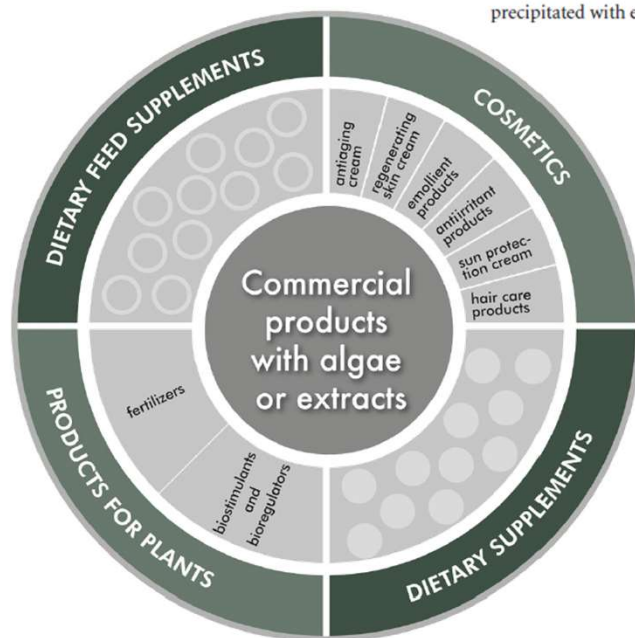 precipitated with e
DIETARY FEED SUPPLEMENTS
COSMETICS
antiaging
cream
regenerating
skin cream
emollient
products
antiirritant
products
sun protec-
tion cream
hair care
products
Commercial
products
with algae
or extracts
fertilizers
biostimulants
and
bioregulators
PRODUCTS FOR PLANTS
DIETARY SUPPLEMENTS